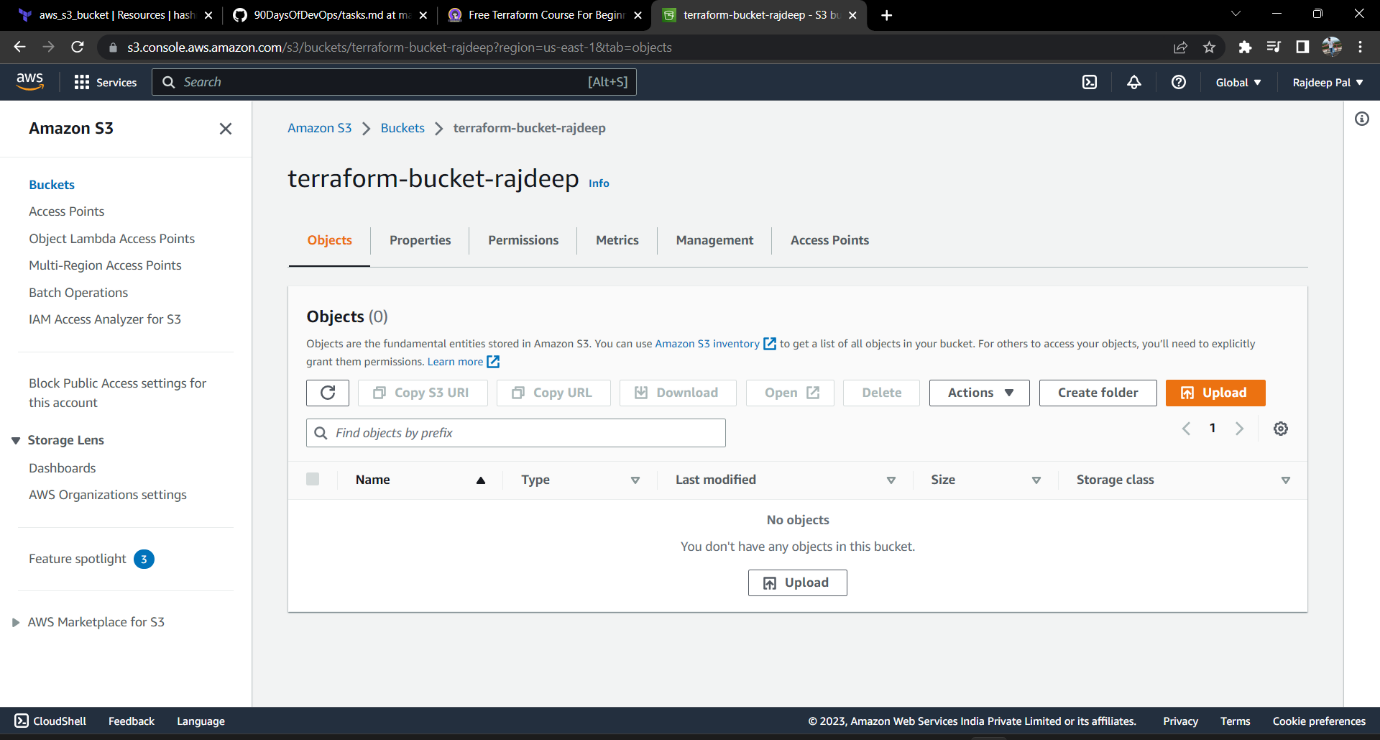 aws_s3_bucket | Resources | hash
90DaysOfDevOps/tasks.md at ma
Free Terraform Course For Beginn
terraform-bucket-rajdeep - S3 bu
s3.console.aws.amazon.com/s3/buckets/terraform-bucket-rajdeep?region=us-east-1&tab=objects
aws
Services
Search
[Alt+S]
Global
Rajdeep Pal
Amazon S3
Buckets
Access Points
Object Lambda Access Points
Multi-Region Access Points
Batch Operations
IAM Access Analyzer for S3
Block Public Access settings for
this account
Storage Lens
Dashboards
AWS Organizations settings
Feature spotlight 3
AWS Marketplace for S3
Amazon S3 > Buckets > terraform-bucket-rajdeep
terraform-bucket-rajdeep Info
Objects
Properties
Permissions
Metrics
Management
Access Points
Objects (0)
Objects are the fundamental entities stored in Amazon S3. You can use Amazon S3 inventory to get a list of all objects in your bucket. For others to access your objects, you'll need to explicitly
grant them permissions. Learn more
Copy S3 URI
Copy URL
Download
Open
Delete
Actions
Create folder
Upload
Find objects by prefix
1
Name
Type
Last modified
Size
Storage class
No objects
You don't have any objects in this bucket.
Upload
CloudShell
Feedback
Language
© 2023, Amazon Web Services India Private Limited or its affiliates.
Privacy
Terms
Cookie preferences